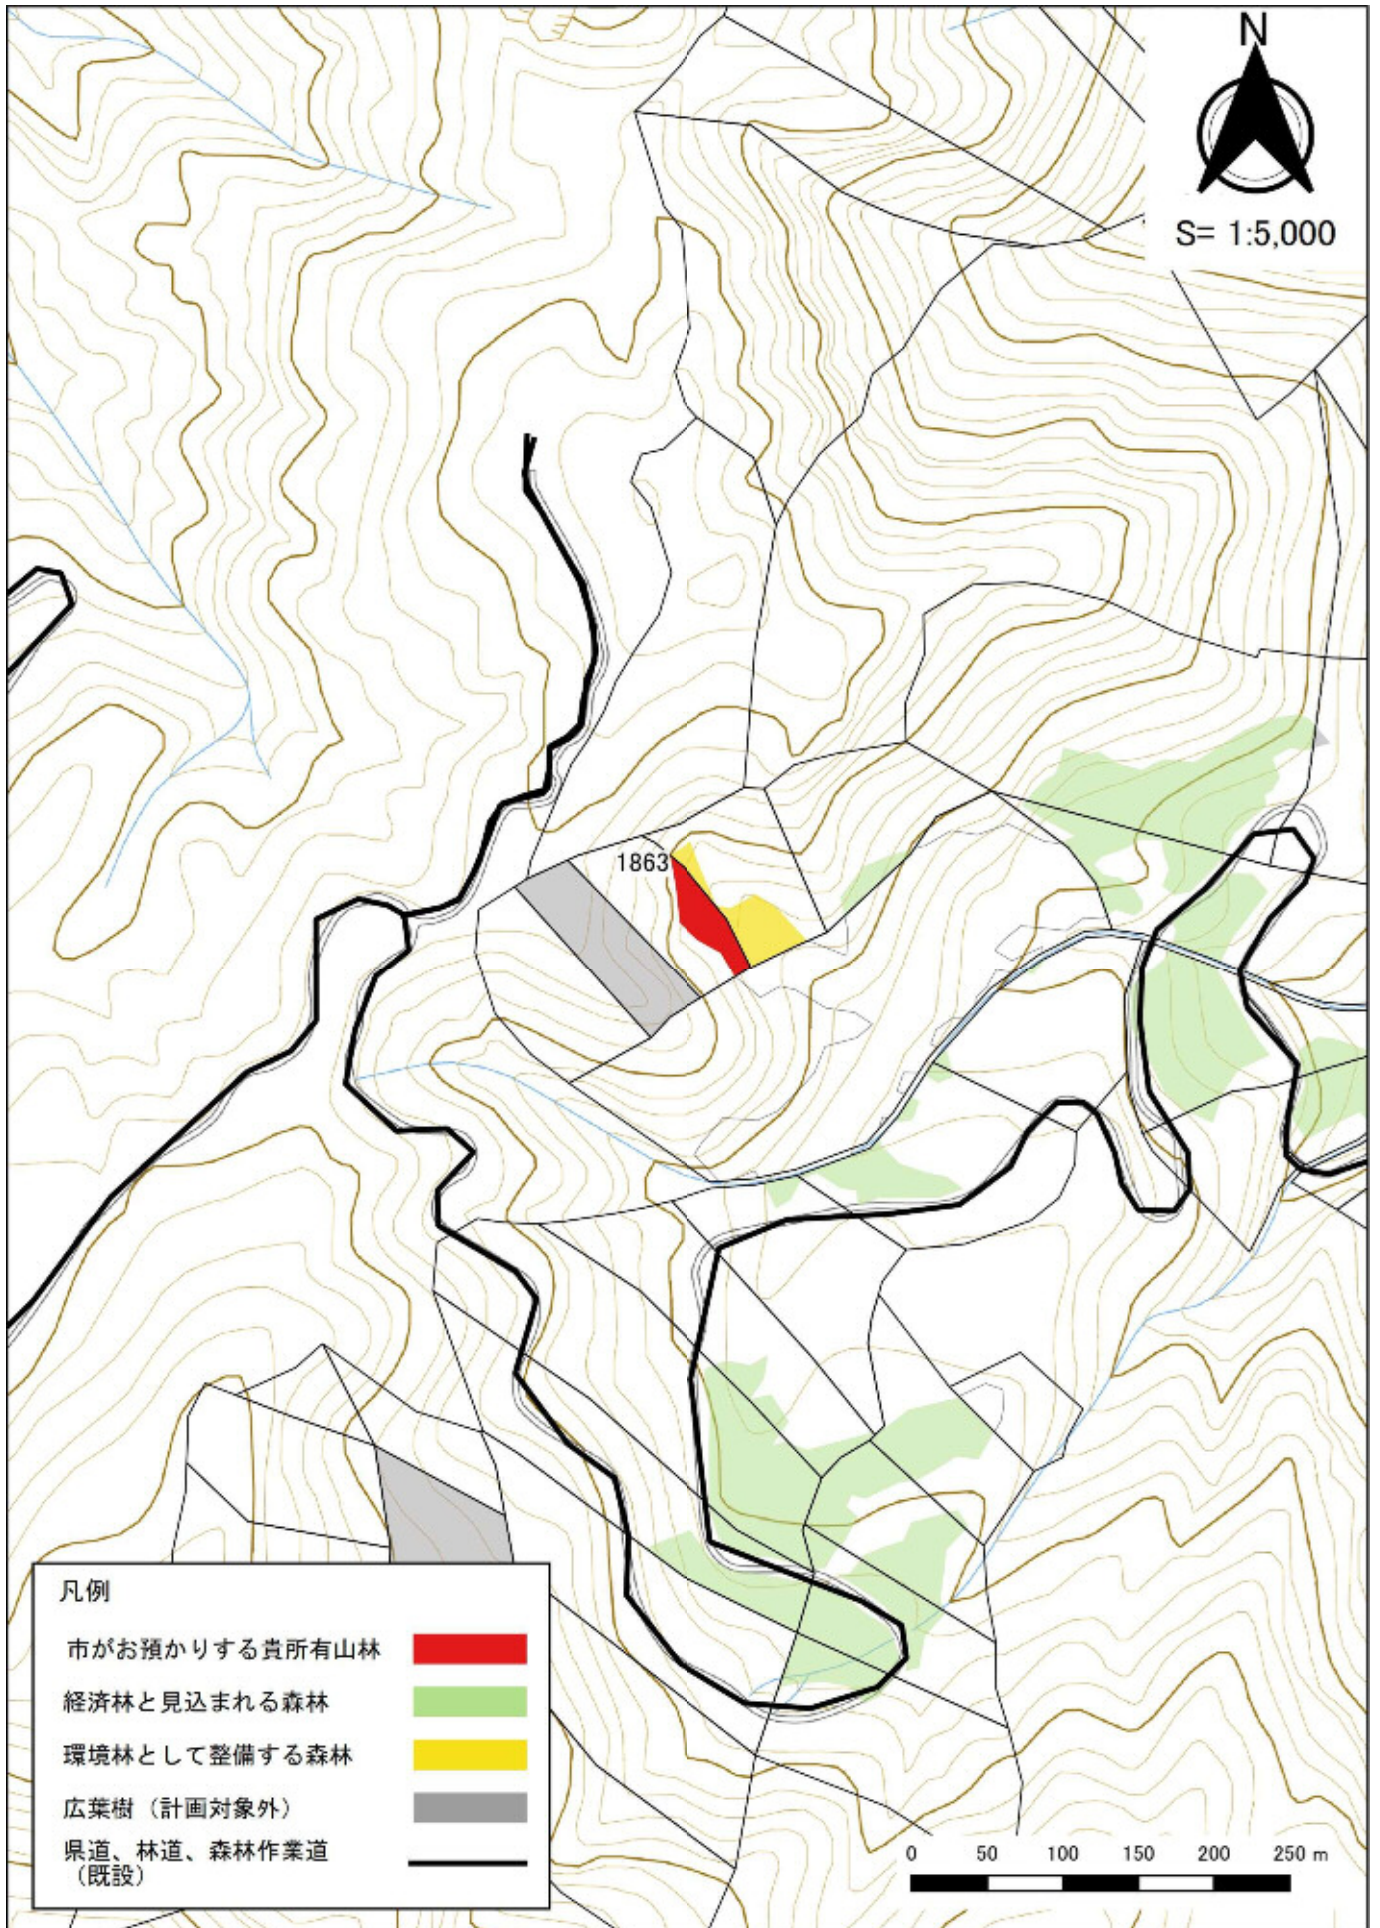 N
S= 1:5,000
1863
凡例
市がお預かりする貴所有山林
経済林と見込まれる森林
環境林として整備する森林
広葉樹（計画対象外）
県道、林道、森林作業道
（既設）
0 50 100 150 200 250 m